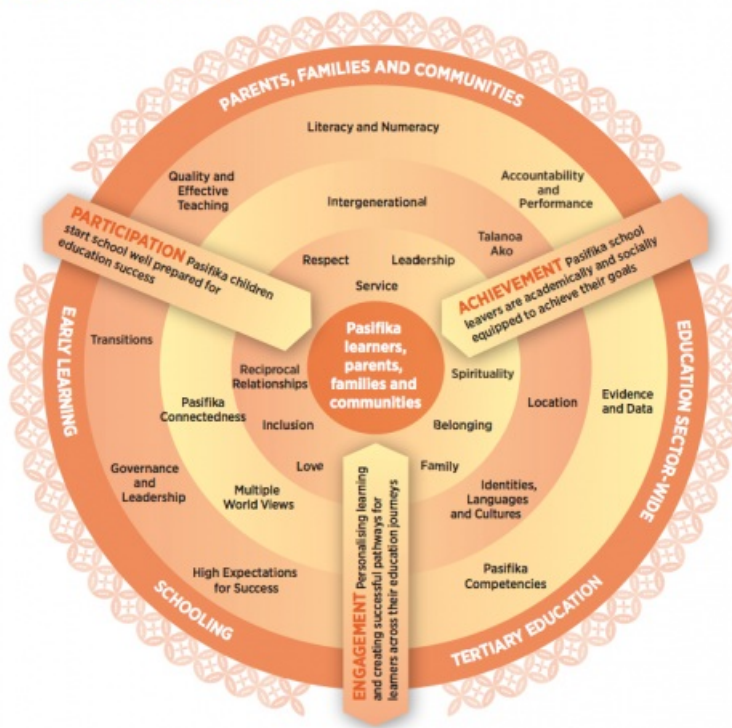 PARENTS, FAMILIES AND COMMUNITIES
Literacy and Numeracy
Quality and
Effective
Teaching
Accountability
and
Performance
Intergenerational
Talanoa
Ako
Respect
Leadership
Service
PARTICIPATION Pasifika children
start school well prepared for
education success
ACHIEVEMENT Pasifika school
leavers are academically and socially
equipped to achieve their goals
EARLY LEARNING
Transitions
Pasifika
learners,
parents,
families and
communities
Reciprocal
Relationships
Spirituality
Pasifika
Connectedness
Location
Evidence
and Data
EDUCATION SECTOR-WIDE
Inclusion
Belonging
Love
Family
Governance
and
Leadership
Multiple
World Views
Identities,
Languages
and Cultures
High Expectations
for Success
Pasifika
Competencies
ENGAGEMENT Personalising learning
and creating successful pathways for
learners across their education journeys
SCHOOLING
TERTIARY EDUCATION